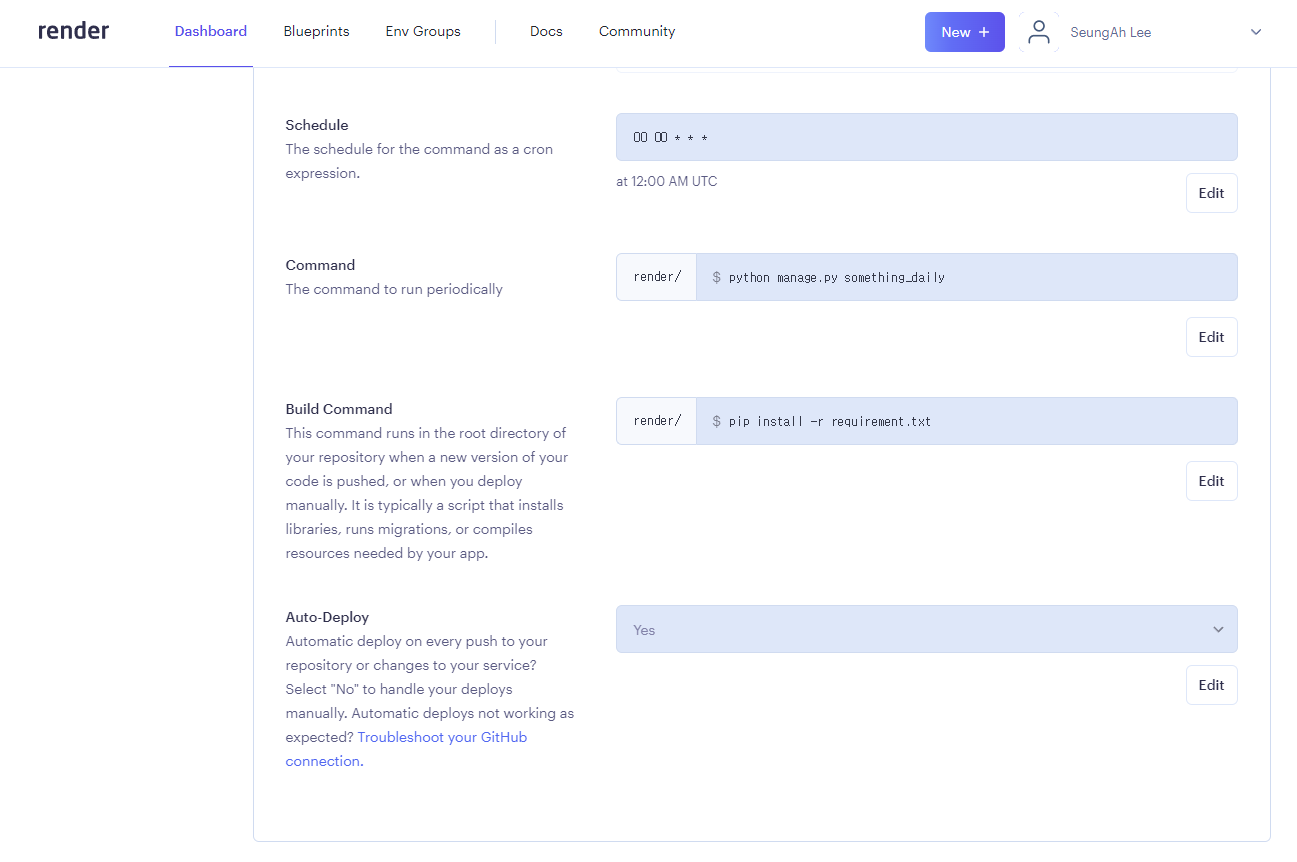 render
Dashboard
Blueprints
Env Groups
Docs
Community
New +
SeungAh Lee
Schedule
The schedule for the command as a cron
expression.
00 00 * * *
at 12:00 AM UTC
Edit
Command
The command to run periodically
render/
$ python manage.py something_daily
Edit
Build Command
This command runs in the root directory of
your repository when a new version of your
code is pushed, or when you deploy
manually. It is typically a script that installs
libraries, runs migrations, or compiles
resources needed by your app.
render/
$ pip install -r requirement.txt
Edit
Auto-Deploy
Automatic deploy on every push to your
repository or changes to your service?
Select "No" to handle your deploys
manually. Automatic deploys not working as
expected? Troubleshoot your GitHub
connection.
Yes
Edit